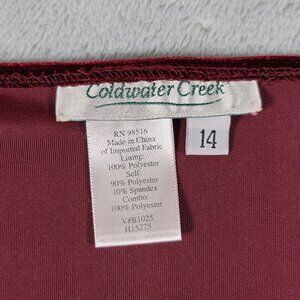 Coldwater Creek
14
RN 98516
Made in China
of Imported Fabric
Lining:
100% Polyester
Self:
90% Polyester
10% Spandex
Combo:
100% Polyester
V#B1025
H15275